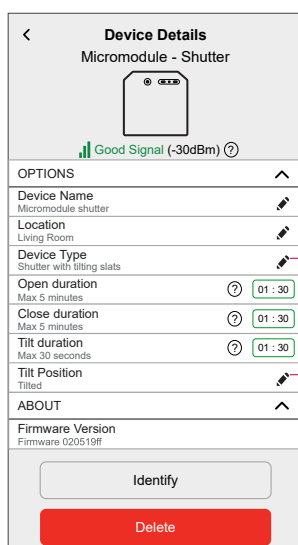 Device Details
Micromodule - Shutter
Good Signal (-30dBm) ?
OPTIONS
Device Name
Micromodule shutter
Location
Living Room
Device Type
Shutter with tilting slats
Open duration
Max 5 minutes
? 01 : 30
Close duration
Max 5 minutes
? 01 : 30
Tilt duration
Max 30 seconds
? 01 : 30
Tilt Position
Tilted
ABOUT
Firmware Version
Firmware 020519ff
Identify
Delete